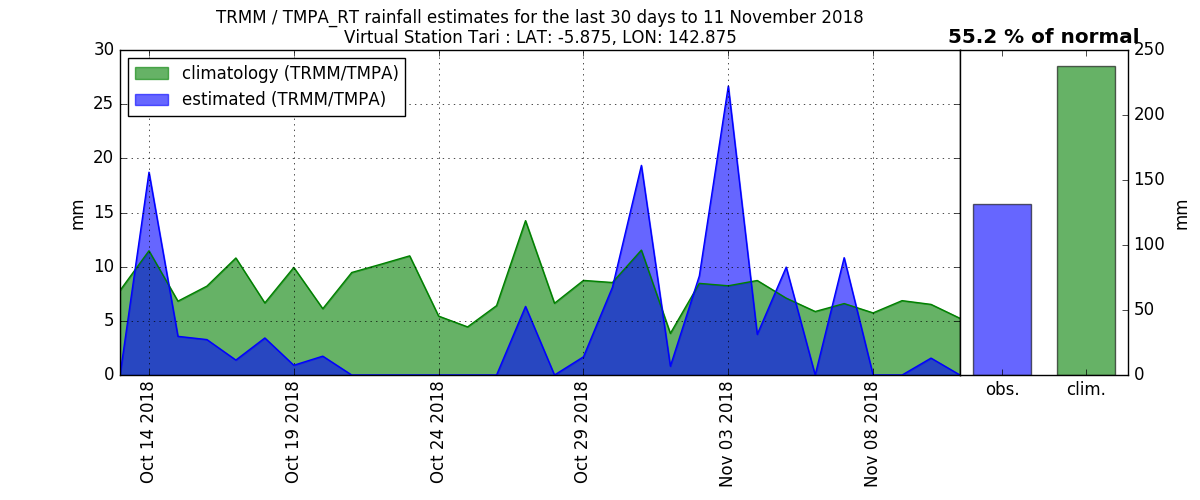 TRMM / TMPA_RT rainfall estimates for the last 30 days to 11 November 2018
Virtual Station Tari : LAT: -5.875, LON: 142.875
55.2 % of normal
climatology (TRMM/TMPA)
estimated (TRMM/TMPA)
mm
30
25
20
15
10
5
0
Oct 14 2018
Oct 19 2018
Oct 24 2018
Oct 29 2018
Nov 03 2018
Nov 08 2018
250
200
150
100
50
0
mm
obs.
clim.